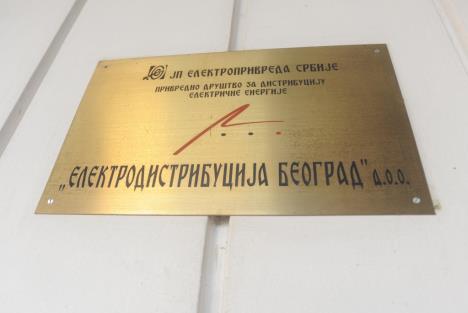 ЈП ЕЛЕКТРОПРИВРЕДА СРБИЈЕ
ПРИВРЕДНО ДРУШТВО ЗА ДИСТРИБУЦИЈУ
ЕЛЕКТРИЧНЕ ЕНЕРГИЈЕ
„ЕЛЕКТРОДИСТРИБУЦИЈА БЕОГРАД" д.о.о.